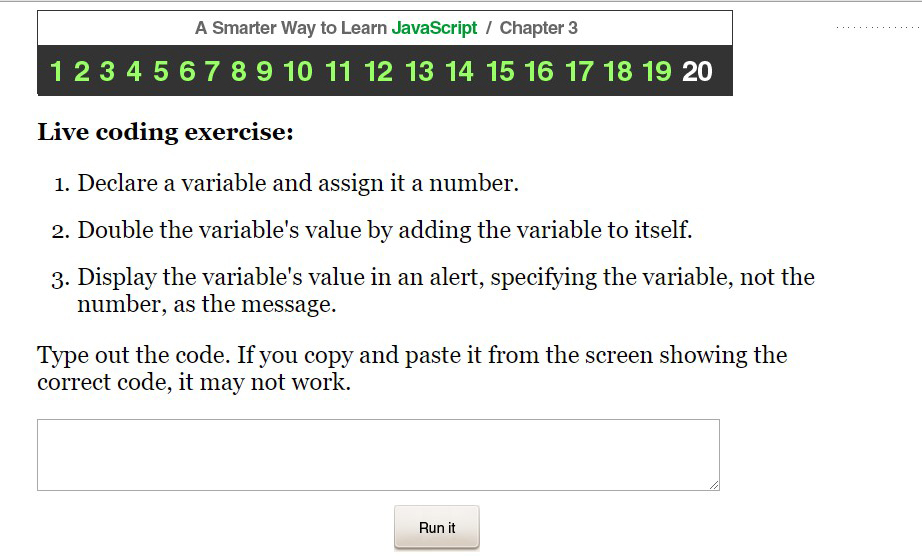 A Smarter Way to Learn JavaScript / Chapter 3
1 2 3 4 5 6 7 8 9 10 11 12 13 14 15 16 17 18 19 20
Live coding exercise:
1. Declare a variable and assign it a number.
2. Double the variable's value by adding the variable to itself.
3. Display the variable's value in an alert, specifying the variable, not the
number, as the message.
Type out the code. If you copy and paste it from the screen showing the
correct code, it may not work.
Run it